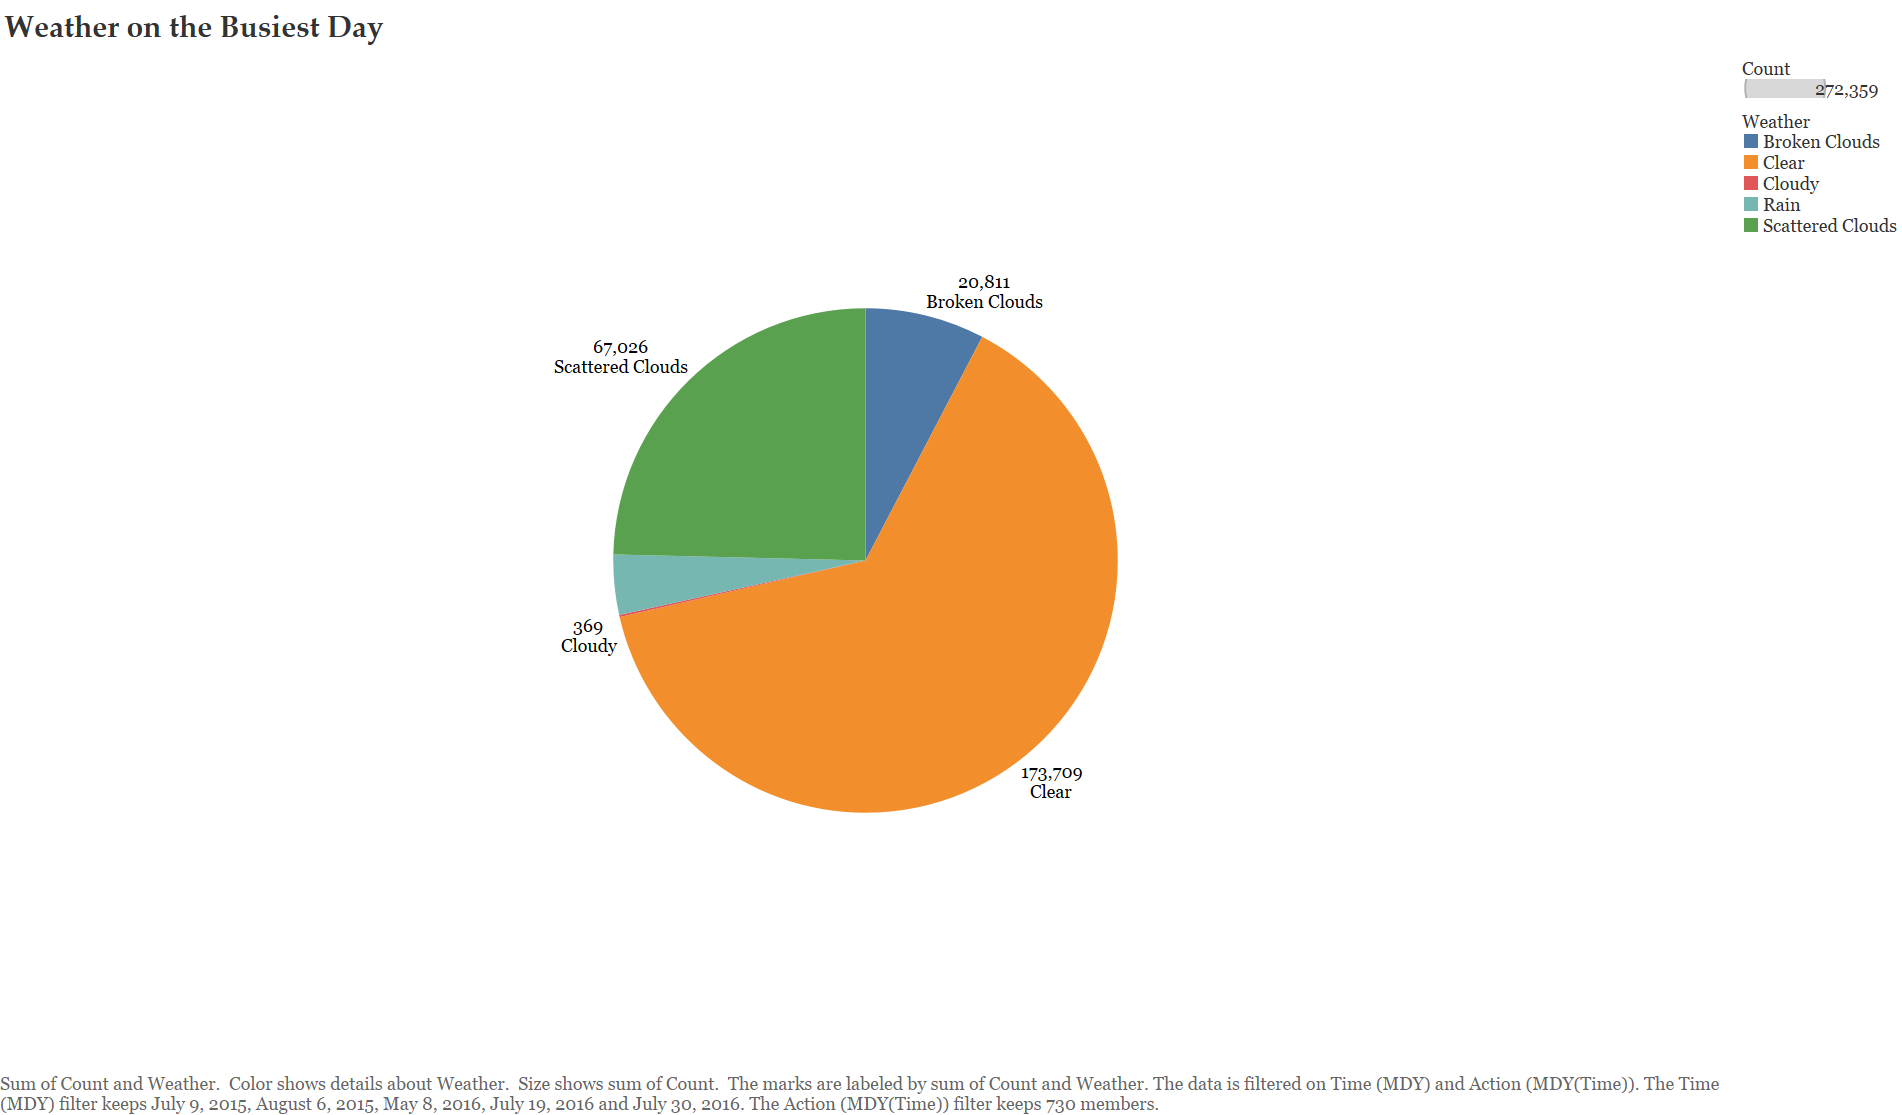 Weather on the Busiest Day
Count
272,359
Weather
Broken Clouds
Clear
Cloudy
Rain
Scattered Clouds
20,811
Broken Clouds
67,026
Scattered Clouds
369
Cloudy
173,709
Clear
Sum of Count and Weather.  Color shows details about Weather.  Size shows sum of Count.  The marks are labeled by sum of Count and Weather. The data is filtered on Time (MDY) and Action (MDY(Time)). The Time
(MDY) filter keeps July 9, 2015, August 6, 2015, May 8, 2016, July 19, 2016 and July 30, 2016. The Action (MDY(Time)) filter keeps 730 members.